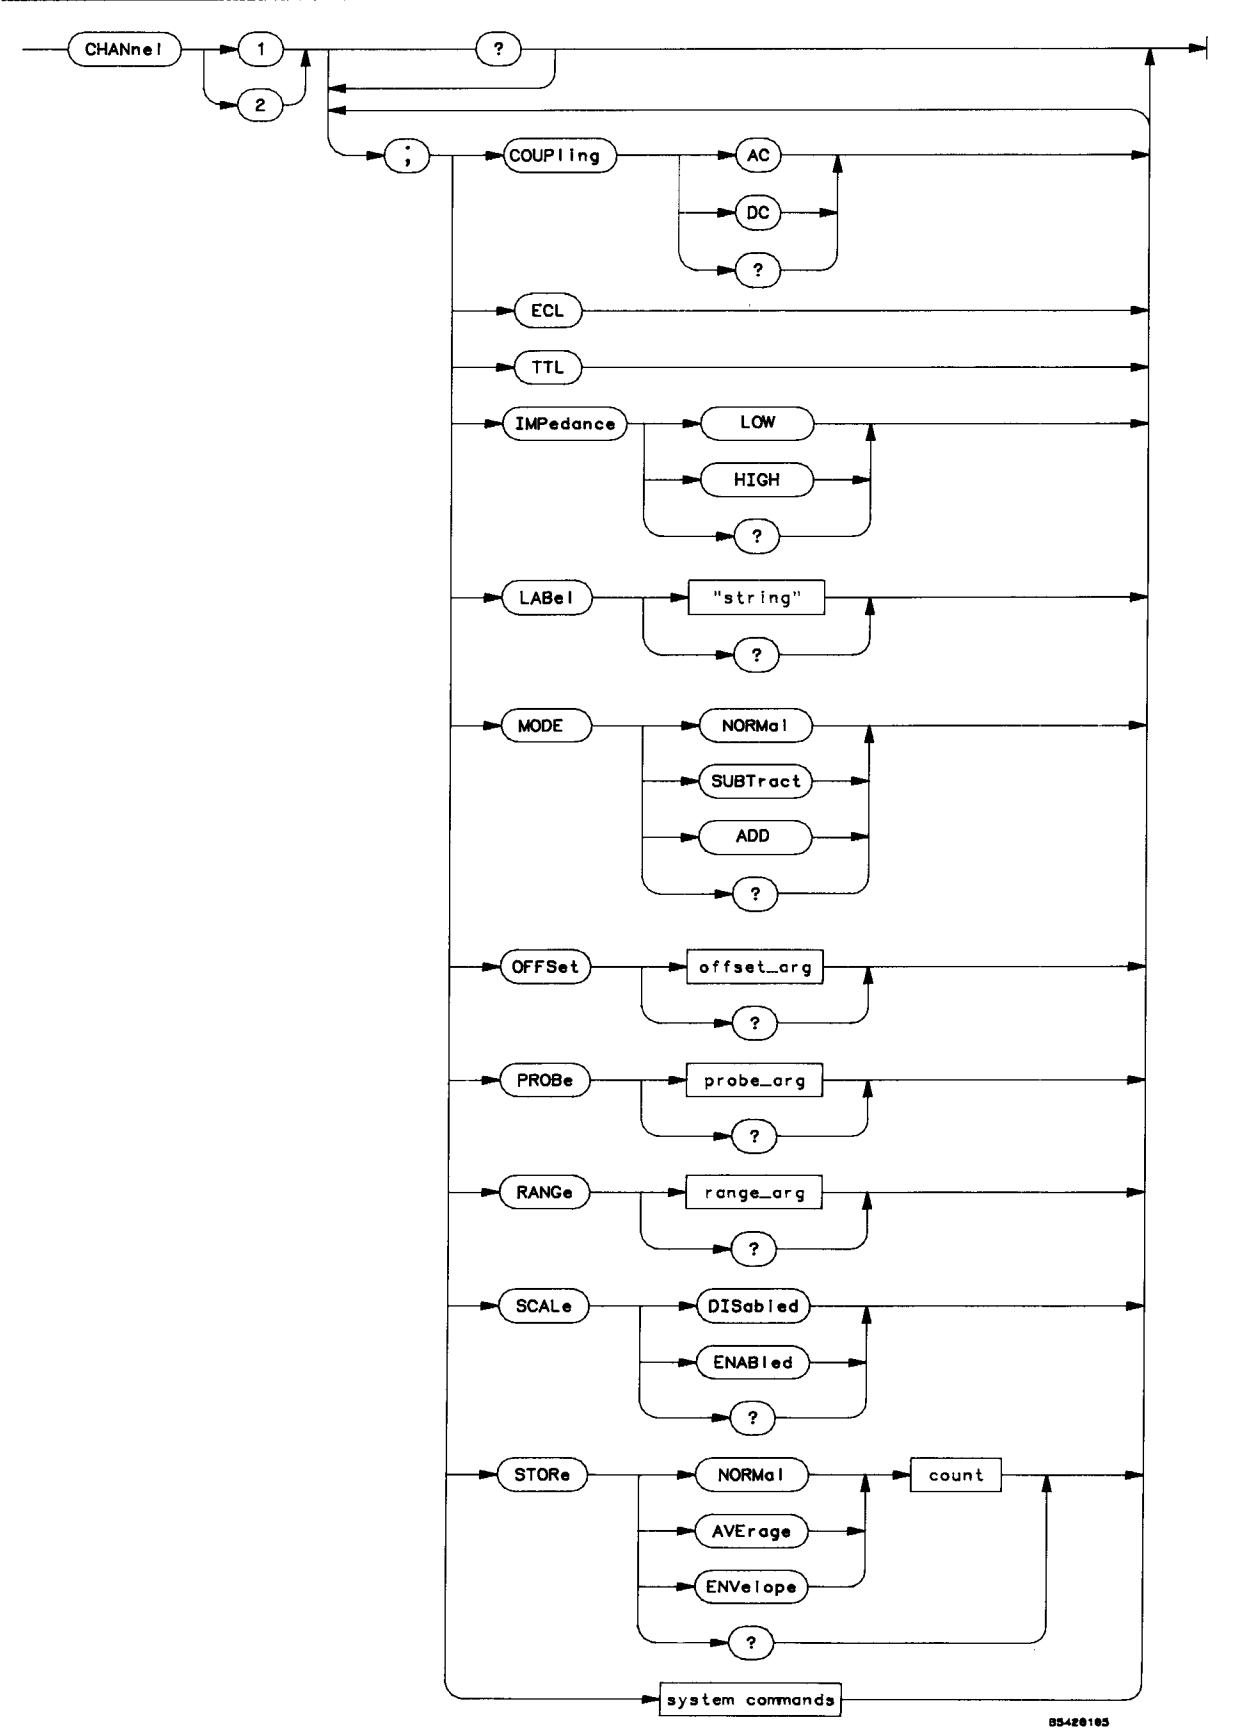 CHANnel 1 ?
2
; COUPling AC
DC
?
ECL
TTL
IMPedance LOW
HIGH
?
LABel "string"
?
MODE NORMal
SUBTract
ADD
?
OFFSet offset_arg
?
PROBe probe_arg
?
RANGe range_arg
?
SCALe DISabled
ENABled
?
STORe NORMal count
AVErage
ENVelope
?
system commands